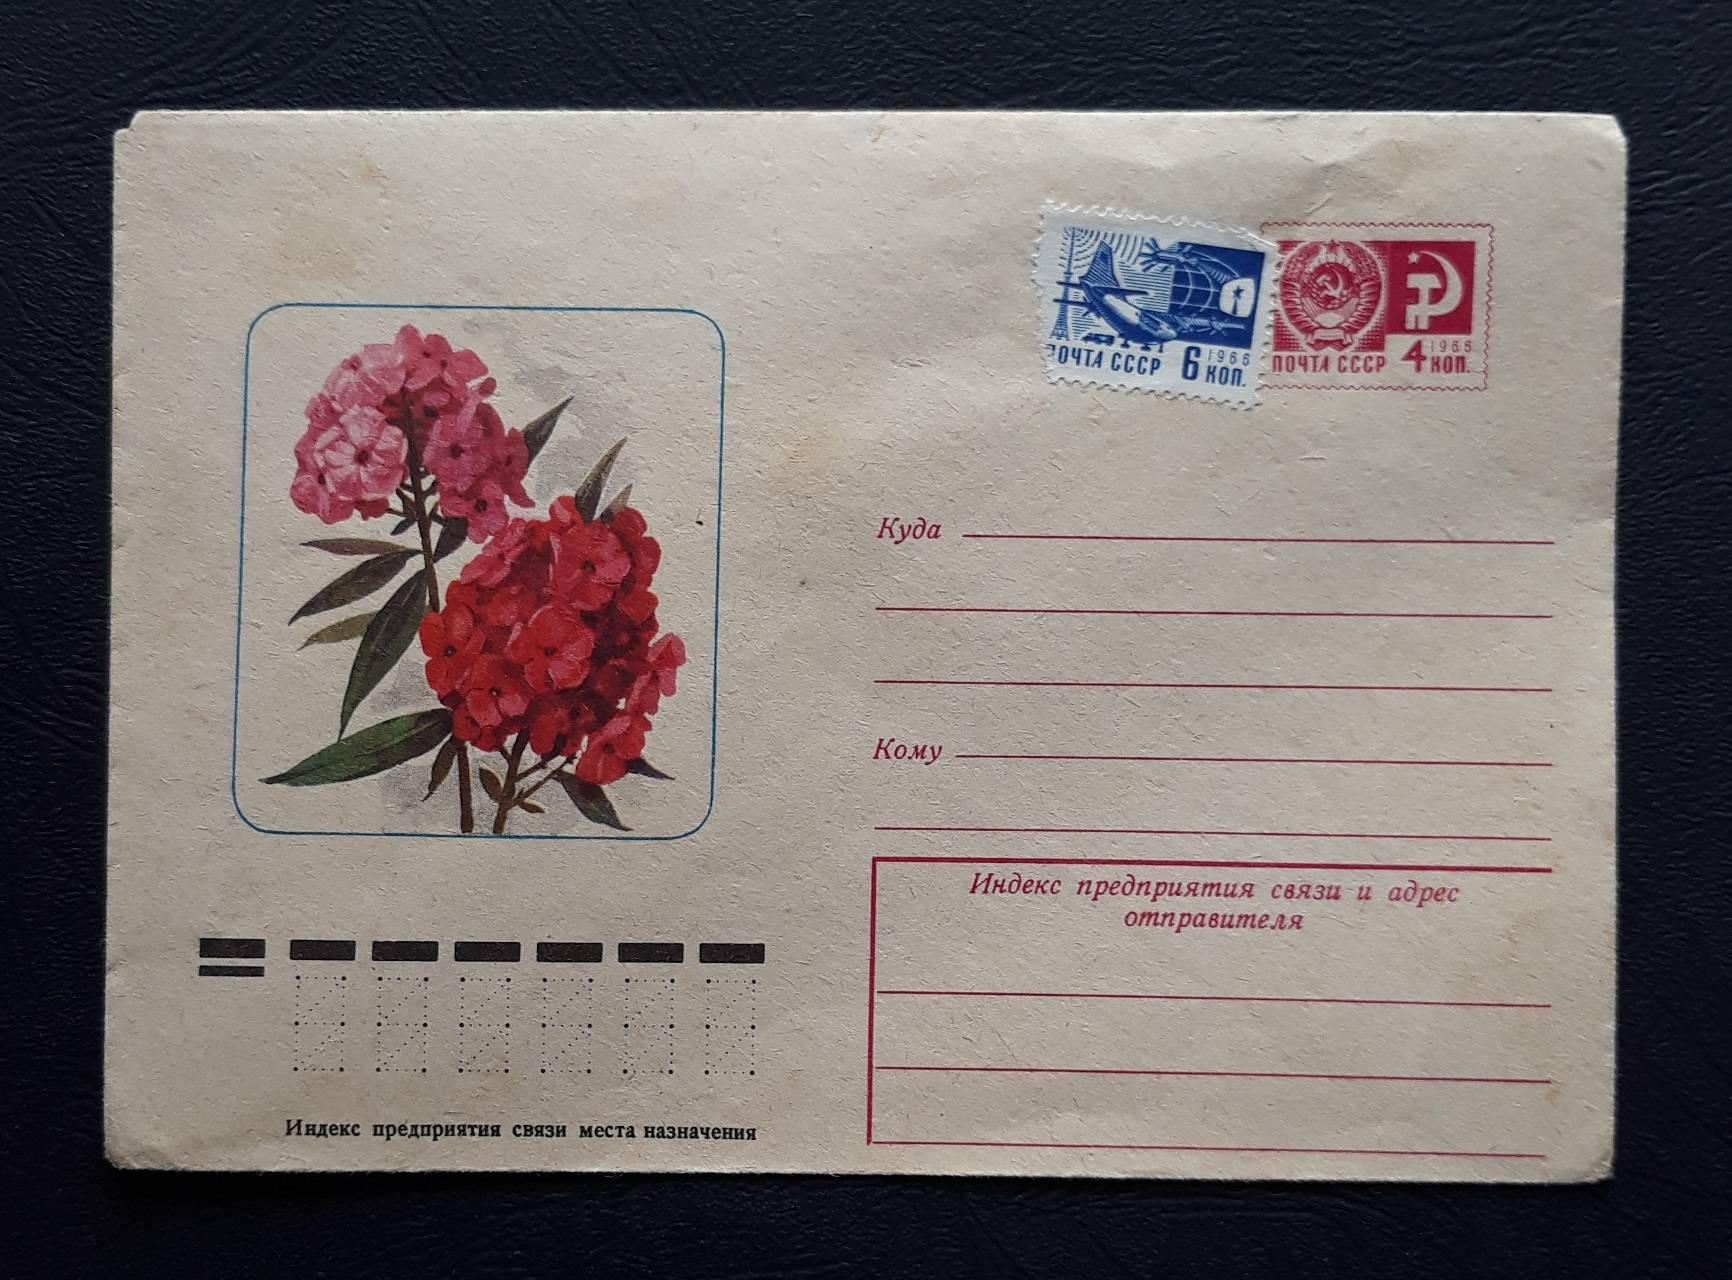 ПОЧТА СССР 6 1966 КОП.
ПОЧТА СССР 4 1966 КОП.
Куда
Кому
Индекс предприятия связи и адрес
отправителя
Индекс предприятия связи места назначения